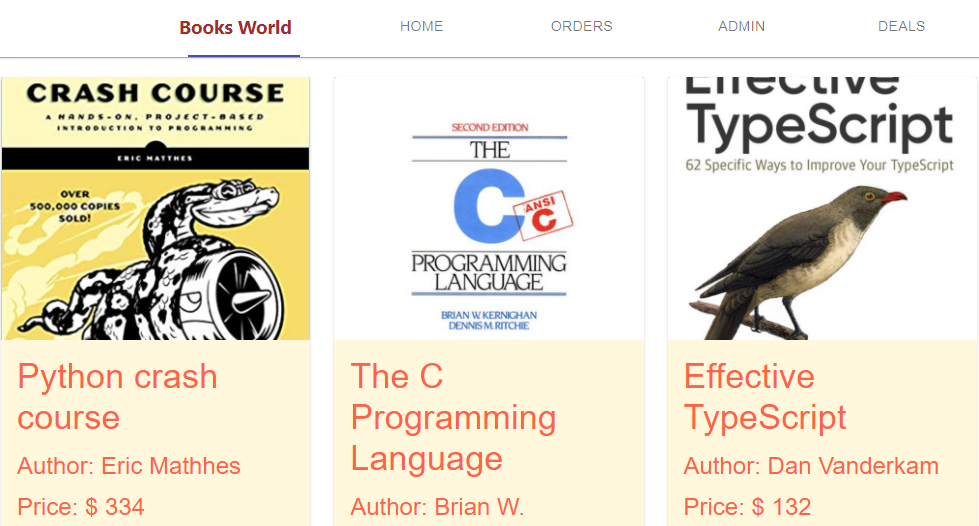 Books World
HOME
ORDERS
ADMIN
DEALS
CRASH COURSE
A HANDS-ON, PROJECT-BASED
INTRODUCTION TO PROGRAMMING
ERIC MATTHES
OVER
500,000 COPIES
SOLD!
Python crash
course
Author: Eric Mathhes
Price: $ 334
SECOND EDITION
THE
C
ANSI
C
PROGRAMMING
LANGUAGE
BRIAN W. KERNIGHAN
DENNIS M. RITCHIE
The C
Programming
Language
Author: Brian W.
Effective
TypeScript
62 Specific Ways to Improve Your TypeScript
Effective
TypeScript
Author: Dan Vanderkam
Price: $ 132